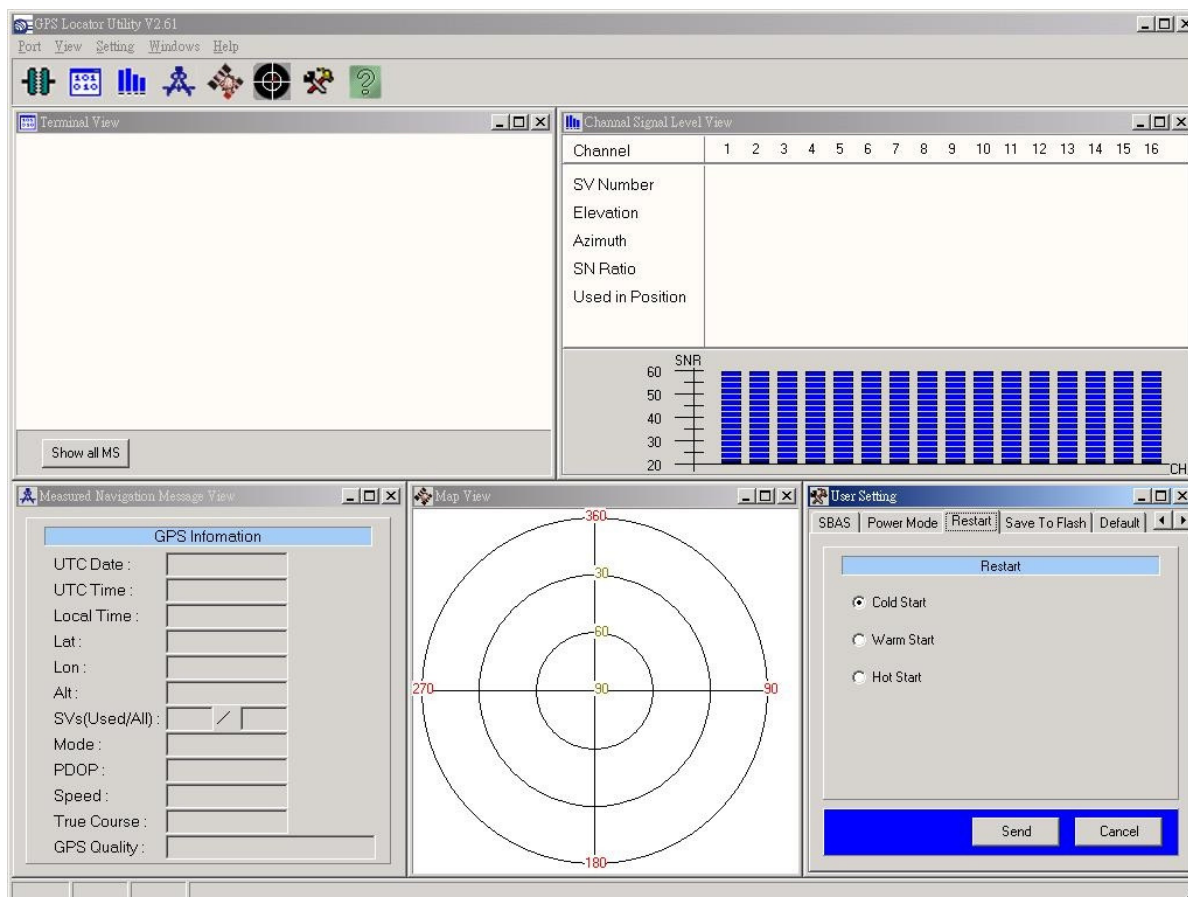 GPS Locator Utility V2.61
Port View Setting Windows Help
101
010
?
Terminal View
Show all MS
Channal Signal Level View
Channel 1 2 3 4 5 6 7 8 9 10 11 12 13 14 15 16
SV Number
Elevation
Azimuth
SN Ratio
Used in Position
SNR
60
50
40
30
20
CH
Measured Navigation Message View
GPS Infomation
UTC Date :
UTC Time :
Local Time :
Lat :
Lon :
Alt :
SVs(Used/All) : /
Mode :
PDOP :
Speed :
True Course :
GPS Quality :
Map View
360
30
60
270 90 90
180
User Setting
SBAS Power Mode Restart Save To Flash Default
Restart
Cold Start
Warm Start
Hot Start
Send Cancel